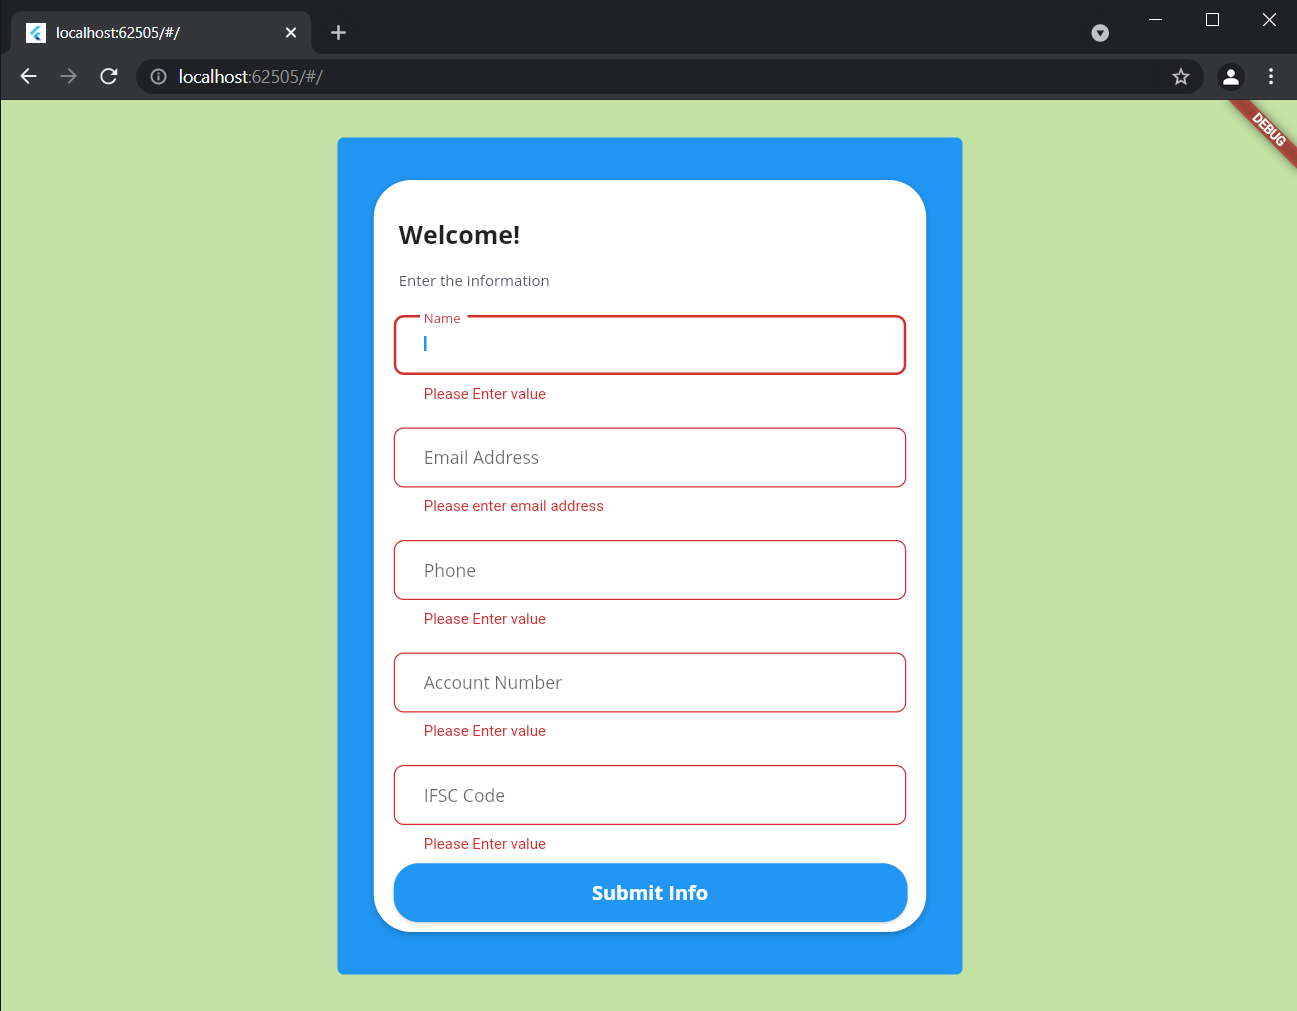 localhost:62505/#/
localhost:62505/#/
DEBUG
Welcome!
Enter the information
Name
Please Enter value
Email Address
Please enter email address
Phone
Please Enter value
Account Number
Please Enter value
IFSC Code
Please Enter value
Submit Info